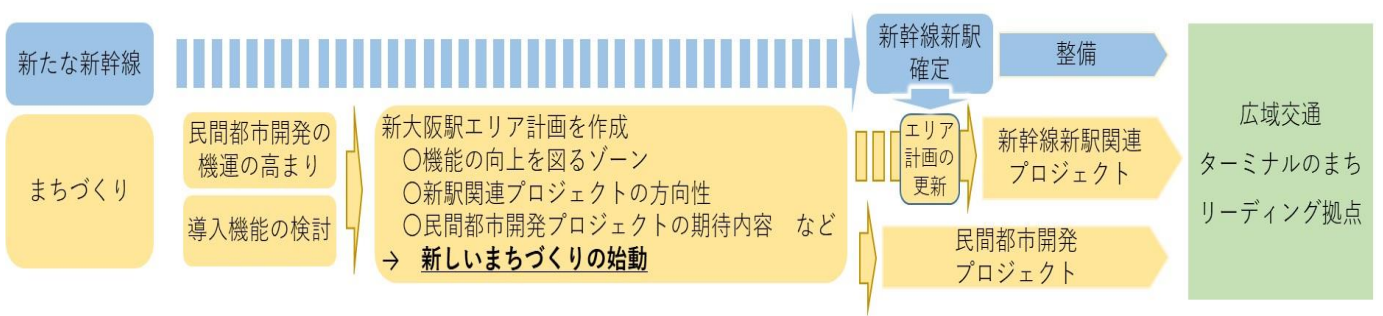 新たな新幹線
新幹線新駅
確定
整備
まちづくり
民間都市開発の
機運の高まり
導入機能の検討
新大阪駅エリア計画を作成
〇機能の向上を図るゾーン
〇新駅関連プロジェクトの方向性
〇民間都市開発プロジェクトの期待内容　など
→　新しいまちづくりの始動
エリア
計画の
更新
新幹線新駅関連
プロジェクト
民間都市開発
プロジェクト
広域交通
ターミナルのまち
リーディング拠点